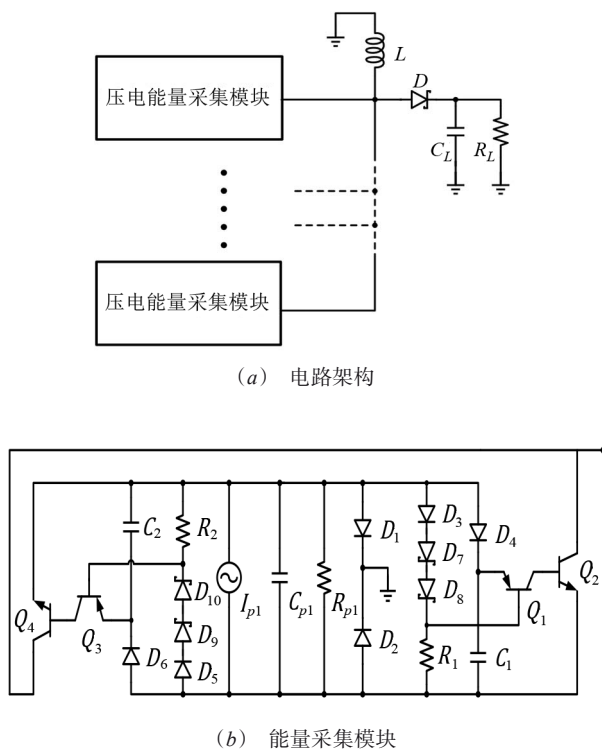 L
压电能量采集模块
D
C_L
R_L
压电能量采集模块
(a) 电路架构
C_2
R_2
D_1
D_3
D_4
D_7
Q_2
D_10
I_p1
C_p1
R_p1
D_8
Q_1
Q_4
Q_3
D_9
D_2
D_6
D_5
R_1
C_1
(b) 能量采集模块